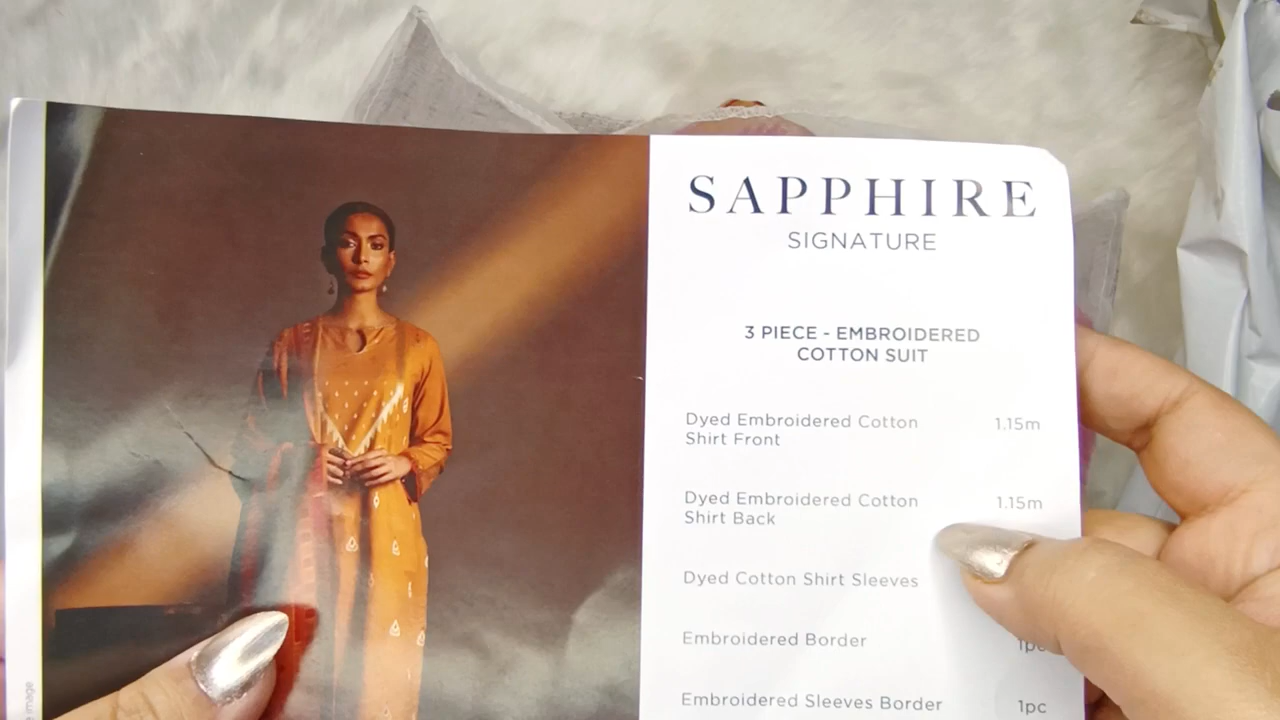 SAPPHIRE
SIGNATURE
3 PIECE - EMBROIDERED
COTTON SUIT
Dyed Embroidered Cotton 1.15m
Shirt Front
Dyed Embroidered Cotton 1.15m
Shirt Back
Dyed Cotton Shirt Sleeves
Embroidered Border 1pc
Embroidered Sleeves Border 1pc
image